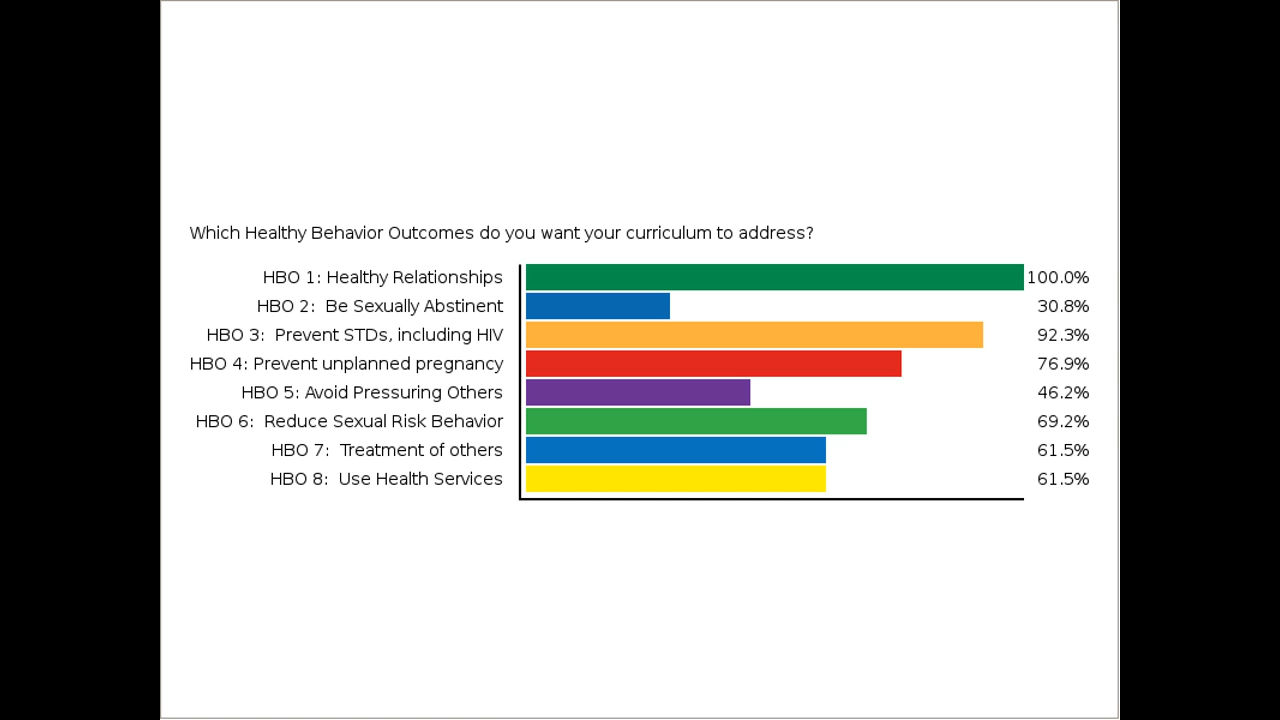 Which Healthy Behavior Outcomes do you want your curriculum to address?
HBO 1: Healthy Relationships 100.0%
HBO 2:  Be Sexually Abstinent 30.8%
HBO 3:  Prevent STDs, including HIV 92.3%
HBO 4: Prevent unplanned pregnancy 76.9%
HBO 5: Avoid Pressuring Others 46.2%
HBO 6:  Reduce Sexual Risk Behavior 69.2%
HBO 7:  Treatment of others 61.5%
HBO 8:  Use Health Services 61.5%